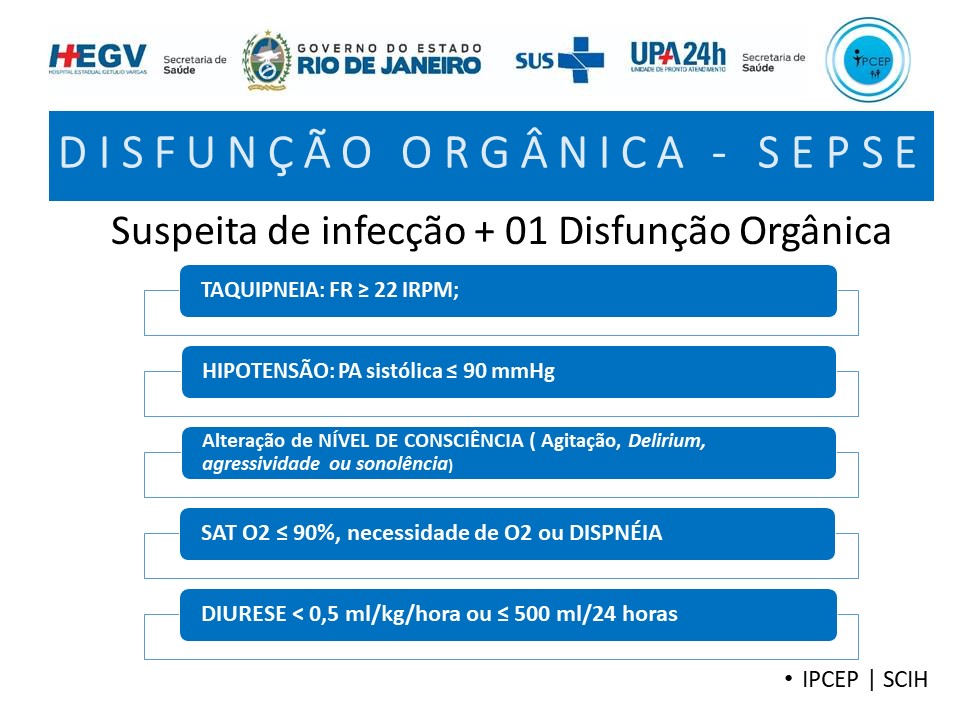 HEGV
HOSPITAL ESTADUAL GETÚLIO VARGAS
Secretaria de
Saúde
GOVERNO DO ESTADO
RIO DE JANEIRO
SUS
UPA24h
UNIDADE DE PRONTO ATENDIMENTO
Secretaria de
Saúde
IPCEP
DISFUNÇÃO ORGÂNICA - SEPSE
Suspeita de infecção + 01 Disfunção Orgânica
TAQUIPNEIA: FR ≥ 22 IRPM;
HIPOTENSÃO: PA sistólica ≤ 90 mmHg
Alteração de NÍVEL DE CONSCIÊNCIA ( Agitação, Delirium,
agressividade ou sonolência)
SAT O2 ≤ 90%, necessidade de O2 ou DISPNÉIA
DIURESE < 0,5 ml/kg/hora ou ≤ 500 ml/24 horas
• IPCEP | SCIH